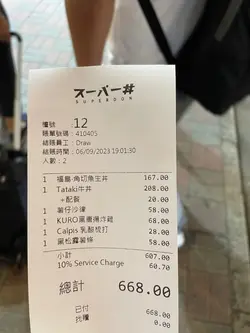 スーパー丼
SUPERDON
檯號 : 12
賬單號碼 : 410405
結賬員工 : Draw
結賬時間 : 06/09/2023 19:01:30
人數 : 2
1 福島·角切魚生丼 167.00
1 Tataki牛丼 208.00
+配餐 20.00
1 薯仔沙律 58.00
1 KURO黑唐揚炸雞 68.00
1 Calpis 乳酸梳打 28.00
1 黑松露薯條 58.00
小計 607.00
10% Service Charge 60.70
總計 668.00
日付 668.00
找續 0.00